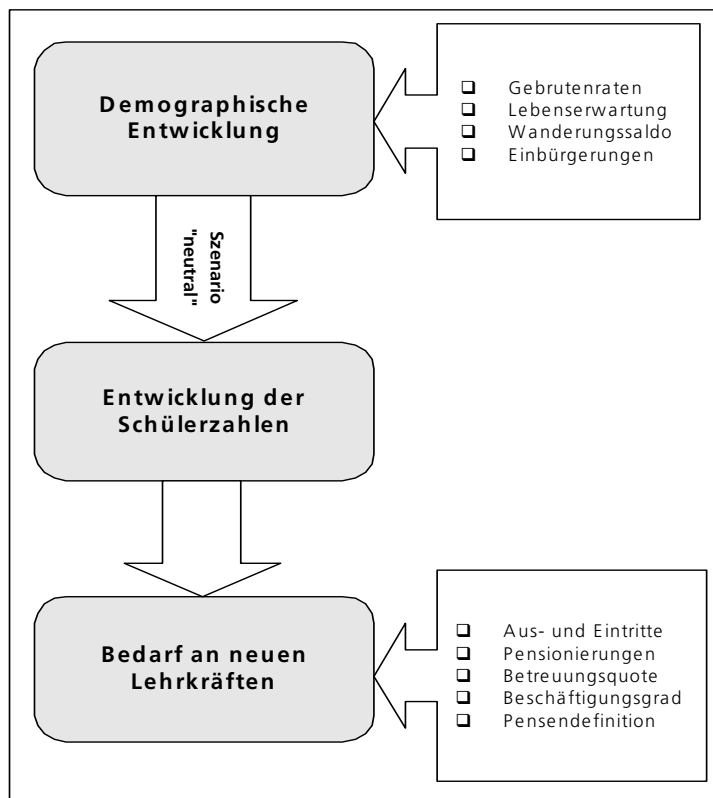 Demographische
Entwicklung
❑ Gebrutenraten
❑ Lebenserwartung
❑ Wanderungssaldo
❑ Einbürgerungen
Szenario
"neutral"
Entwicklung der
Schülerzahlen
Bedarf an neuen
Lehrkräften
❑ Aus- und Eintritte
❑ Pensionierungen
❑ Betreuungsquote
❑ Beschäftigungsgrad
❑ Pensendefinition